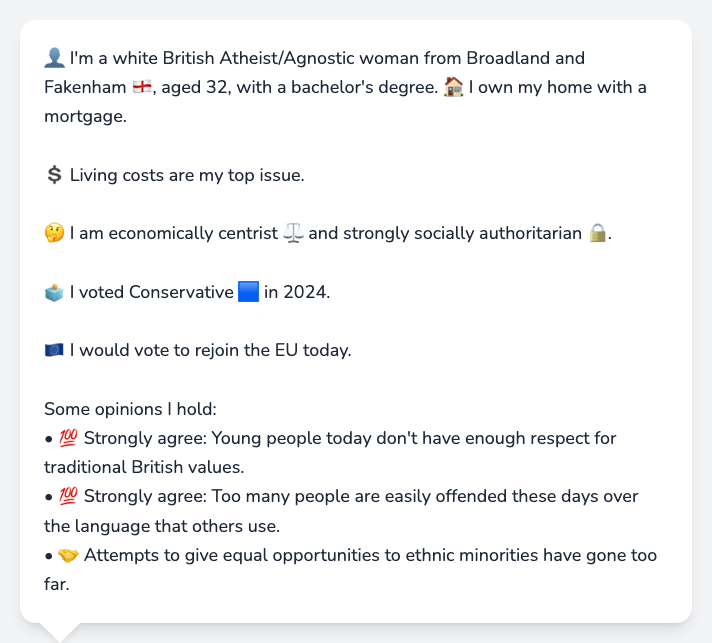 👤 I'm a white British Atheist/Agnostic woman from Broadland and
Fakenham 🏴󠁧󠁢󠁥󠁮󠁧󠁿, aged 32, with a bachelor's degree. 🏠 I own my home with a
mortgage.
💲 Living costs are my top issue.
🤔 I am economically centrist ⚖️ and strongly socially authoritarian 🔒.
🗳️ I voted Conservative 🟦 in 2024.
🇪🇺 I would vote to rejoin the EU today.
Some opinions I hold:
• 💯 Strongly agree: Young people today don't have enough respect for
traditional British values.
• 💯 Strongly agree: Too many people are easily offended these days over
the language that others use.
• 🤝 Attempts to give equal opportunities to ethnic minorities have gone too
far.